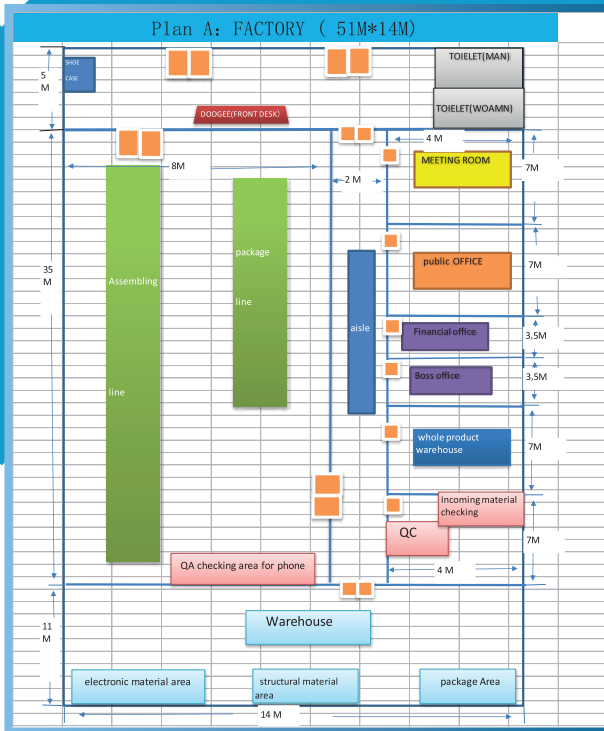 Plan A: FACTORY ( 51M*14M)
SHOE
CASE
TOIELET(MAN)
5
M
TOIELET(WOAMN)
DOOGEE(FRONT DESK)
4 M
MEETING ROOM
7M
8M
2 M
package
line
public OFFICE
7M
35
M
Assembling
line
aisle
Financial office
3,5M
Boss office
3,5M
whole product
warehouse
7M
Incoming material
checking
QC
7M
QA checking area for phone
4 M
11
M
Warehouse
electronic material area
structural material
area
package Area
14 M